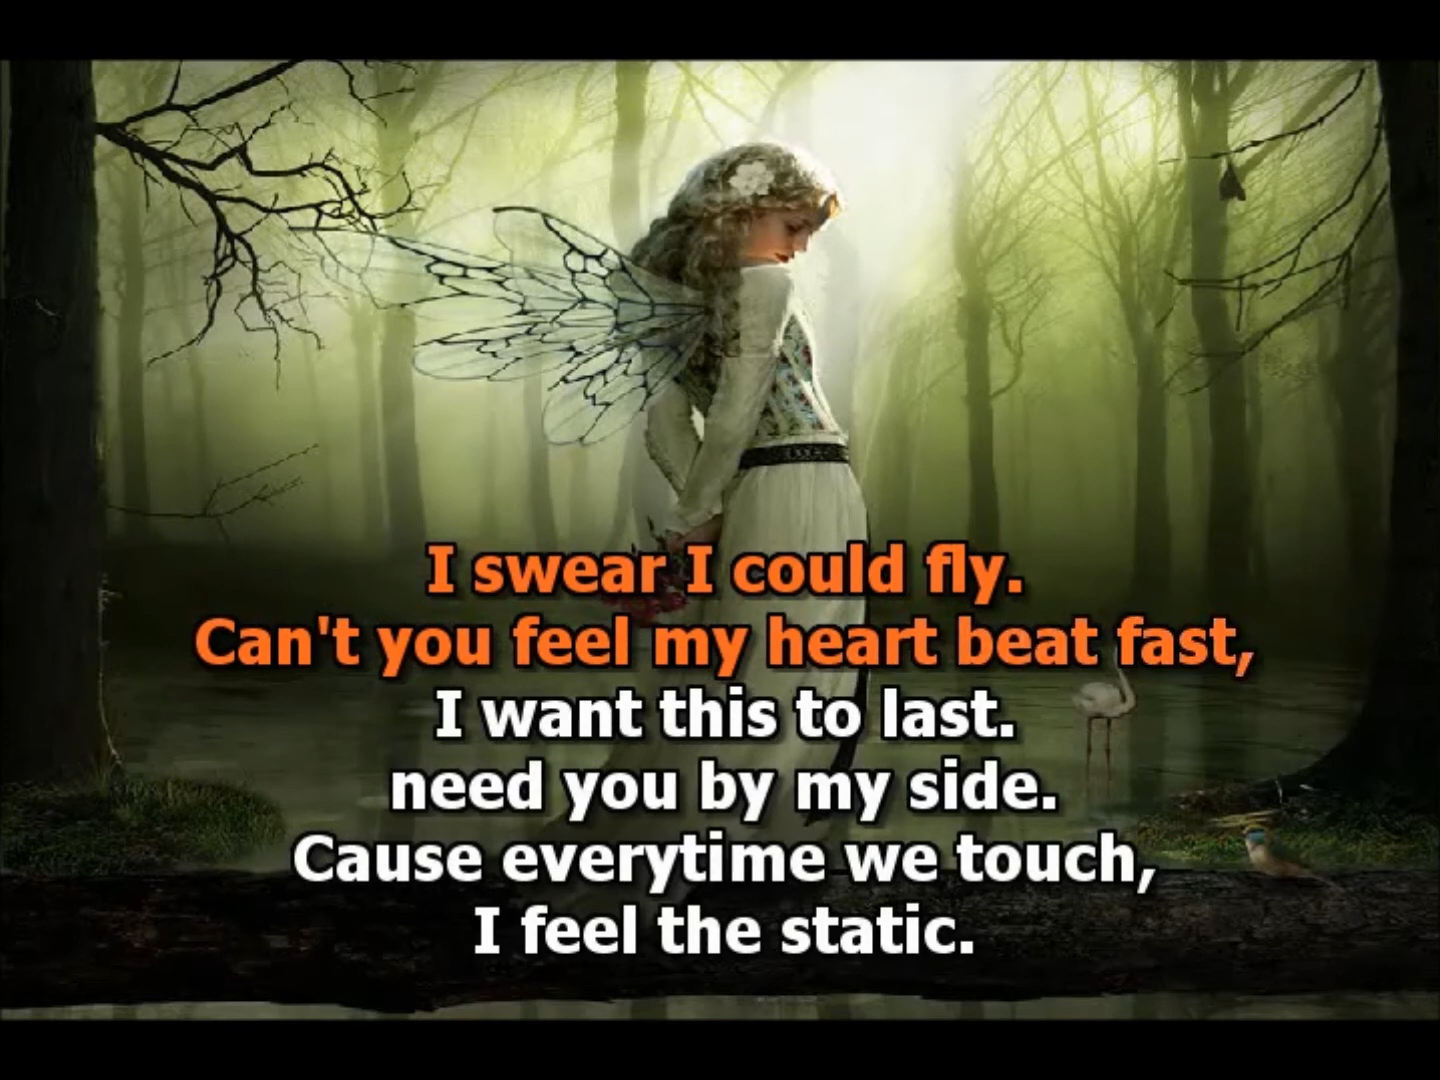 I swear I could fly.
Can't you feel my heart beat fast,
I want this to last.
need you by my side.
Cause everytime we touch,
I feel the static.